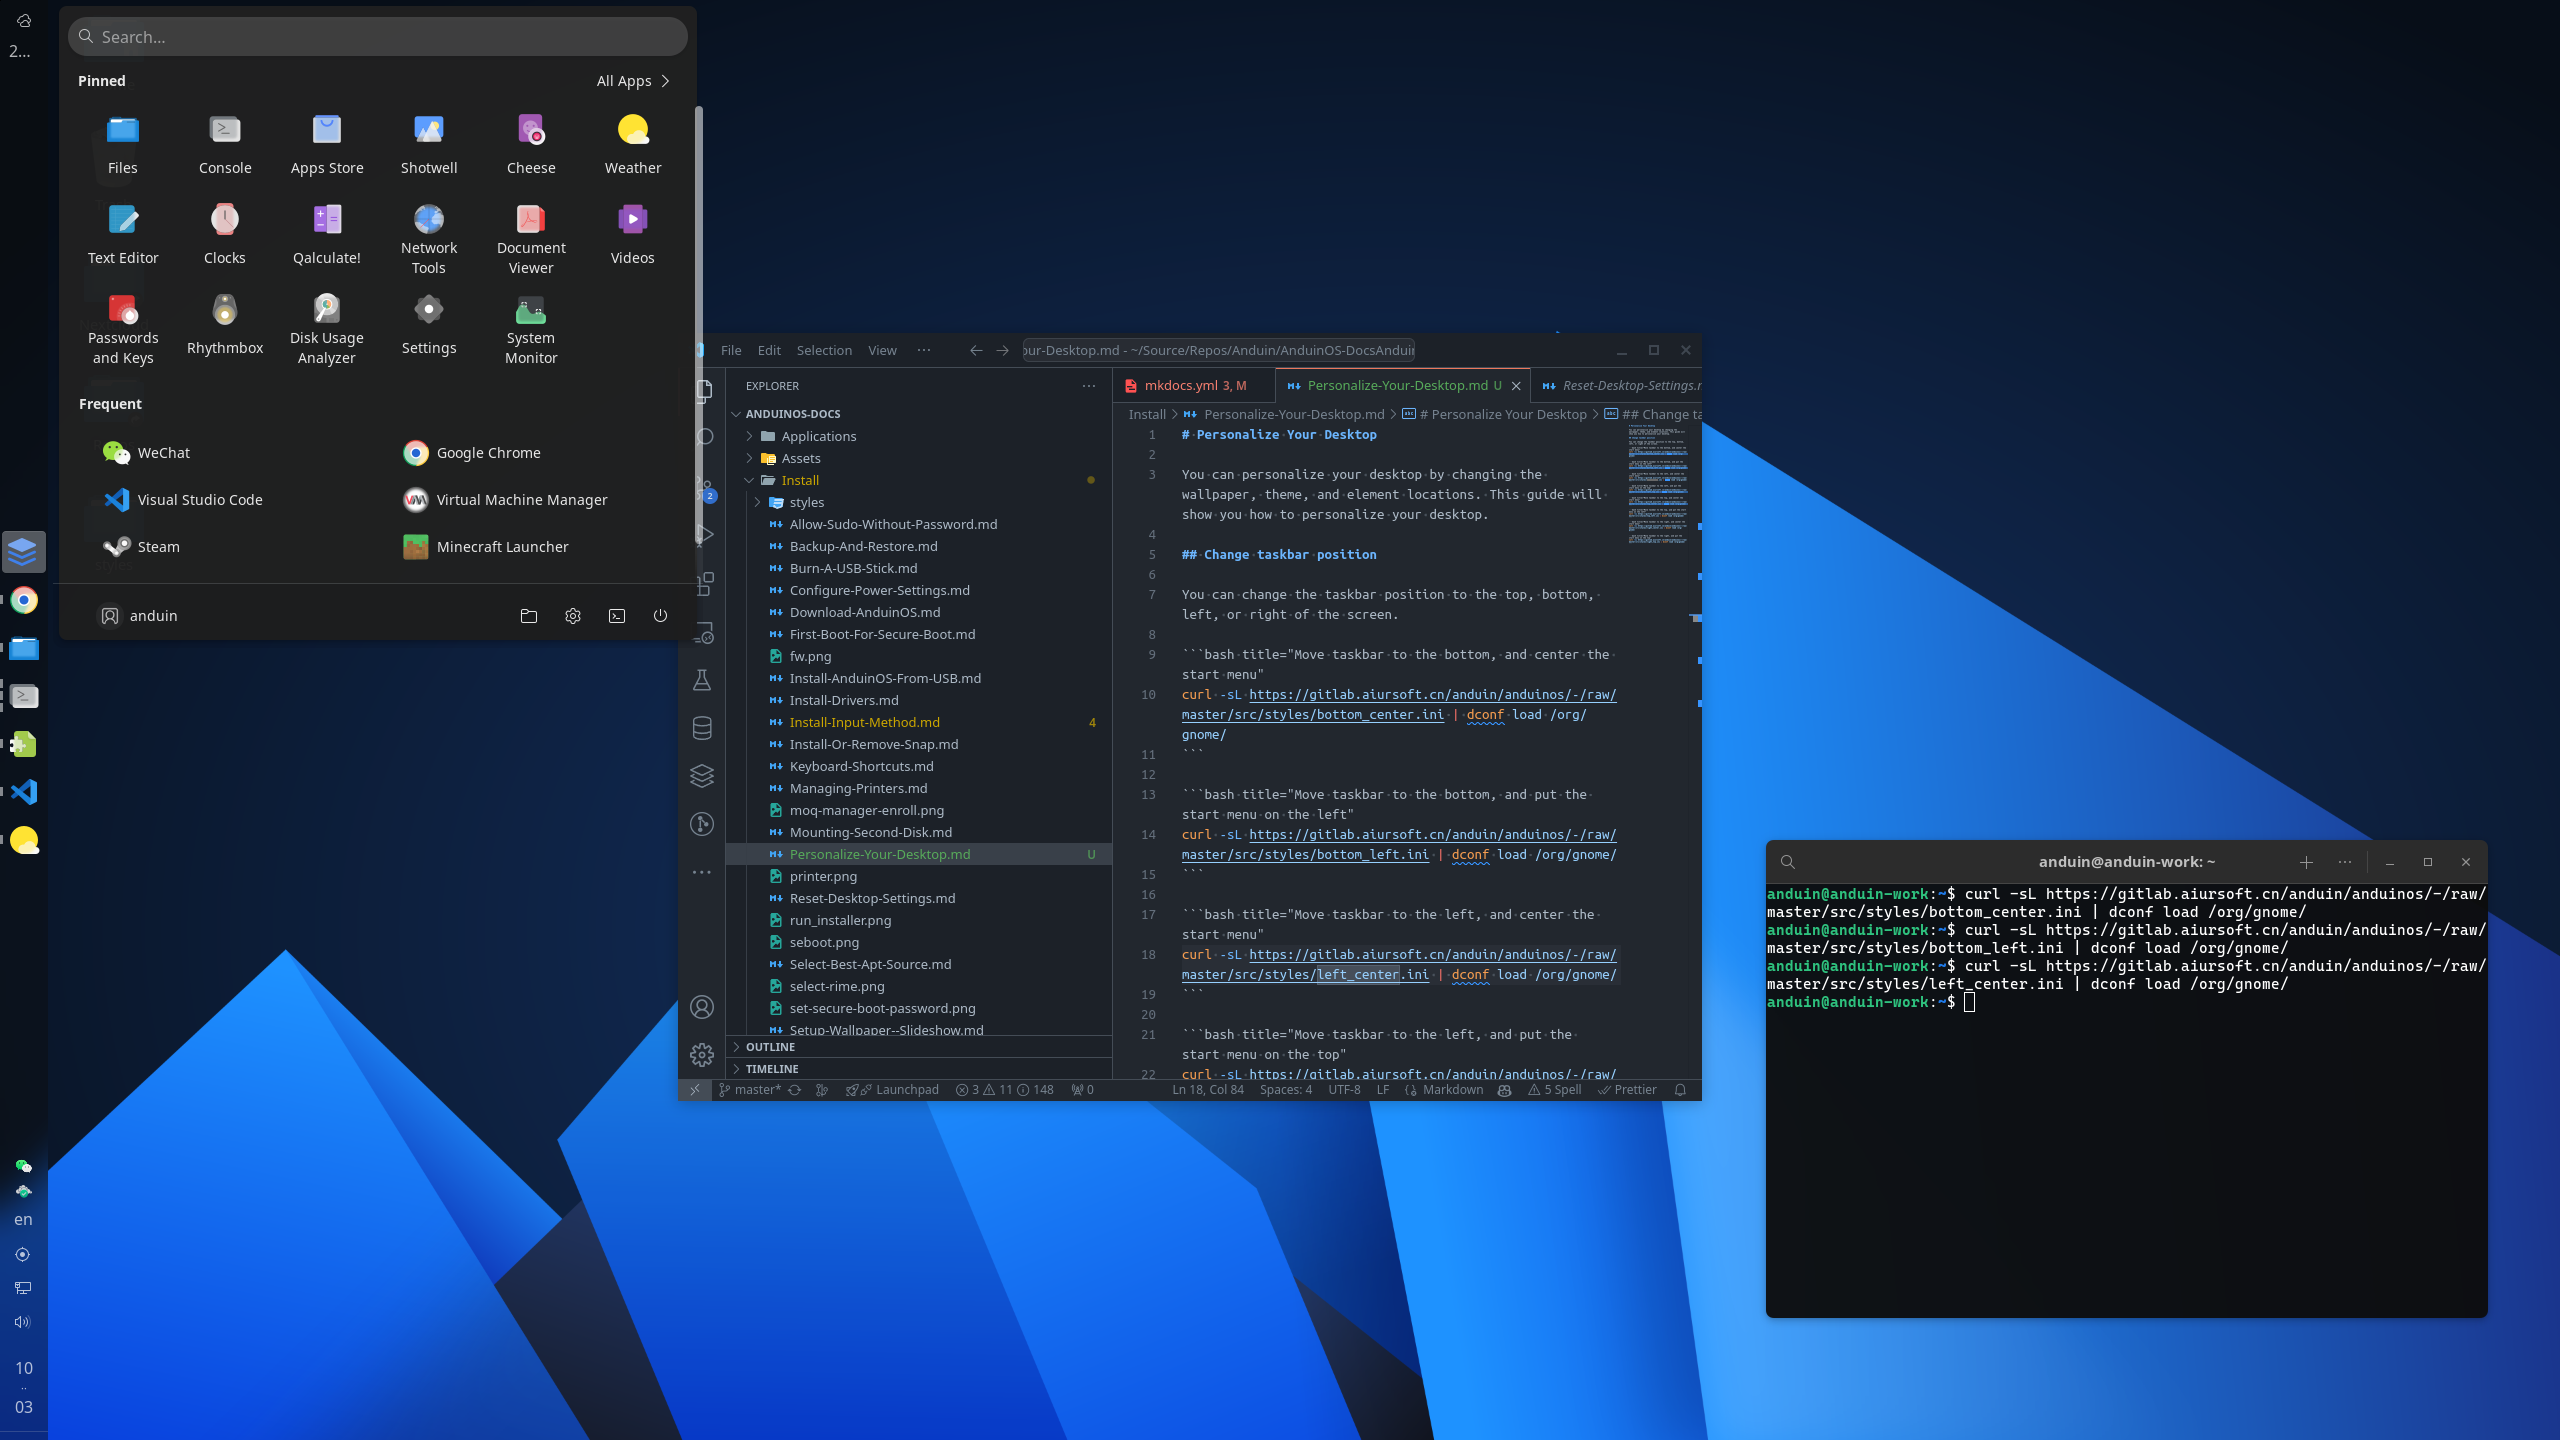 2...
en
10
03
Search...
Pinned
All Apps
Files
Console
Apps Store
Shotwell
Cheese
Weather
Text Editor
Clocks
Qalculate!
Network
Tools
Document
Viewer
Videos
Passwords
and Keys
Rhythmbox
Disk Usage
Analyzer
Settings
System
Monitor
Frequent
WeChat
Google Chrome
Visual Studio Code
Virtual Machine Manager
Steam
Minecraft Launcher
anduin
File Edit Selection View ···
our-Desktop.md - ~/Source/Repos/Anduin/AnduinOS-DocsAnduin
2
EXPLORER
ANDUINOS-DOCS
Applications
Assets
Install
styles
Allow-Sudo-Without-Password.md
Backup-And-Restore.md
Burn-A-USB-Stick.md
Configure-Power-Settings.md
Download-AnduinOS.md
First-Boot-For-Secure-Boot.md
fw.png
Install-AnduinOS-From-USB.md
Install-Drivers.md
Install-Input-Method.md 4
Install-Or-Remove-Snap.md
Keyboard-Shortcuts.md
Managing-Printers.md
moq-manager-enroll.png
Mounting-Second-Disk.md
Personalize-Your-Desktop.md U
printer.png
Reset-Desktop-Settings.md
run_installer.png
seboot.png
Select-Best-Apt-Source.md
select-rime.png
set-secure-boot-password.png
Setup-Wallpaper--Slideshow.md
OUTLINE
TIMELINE
mkdocs.yml 3, M
Personalize-Your-Desktop.md U
Reset-Desktop-Settings.m
Install > Personalize-Your-Desktop.md > # Personalize Your Desktop > ## Change ta
1 # Personalize Your Desktop
2
3 You can personalize your desktop by changing the
wallpaper, theme, and element locations. This guide will
show you how to personalize your desktop.
4
5 ## Change taskbar position
6
7 You can change the taskbar position to the top, bottom,
left, or right of the screen.
8
9 ```bash title="Move taskbar to the bottom, and center the
start menu"
10 curl -sL https://gitlab.aiursoft.cn/anduin/anduinos/-/raw/
master/src/styles/bottom_center.ini | dconf load /org/
gnome/
11 ```
12
13 ```bash title="Move taskbar to the bottom, and put the
start menu on the left"
14 curl -sL https://gitlab.aiursoft.cn/anduin/anduinos/-/raw/
master/src/styles/bottom_left.ini | dconf load /org/gnome/
15 ```
16
17 ```bash title="Move taskbar to the left, and center the
start menu"
18 curl -sL https://gitlab.aiursoft.cn/anduin/anduinos/-/raw/
master/src/styles/left_center.ini | dconf load /org/gnome/
19 ```
20
21 ```bash title="Move taskbar to the left, and put the
start menu on the top"
22 curl -sL https://gitlab.aiursoft.cn/anduin/anduinos/-/raw/
master* Launchpad 3 11 148 0
Ln 18, Col 84 Spaces: 4 UTF-8 LF Markdown 5 Spell Prettier
anduin@anduin-work: ~
anduin@anduin-work:~$ curl -sL https://gitlab.aiursoft.cn/anduin/anduinos/-/raw/
master/src/styles/bottom_center.ini | dconf load /org/gnome/
anduin@anduin-work:~$ curl -sL https://gitlab.aiursoft.cn/anduin/anduinos/-/raw/
master/src/styles/bottom_left.ini | dconf load /org/gnome/
anduin@anduin-work:~$ curl -sL https://gitlab.aiursoft.cn/anduin/anduinos/-/raw/
master/src/styles/left_center.ini | dconf load /org/gnome/
anduin@anduin-work:~$